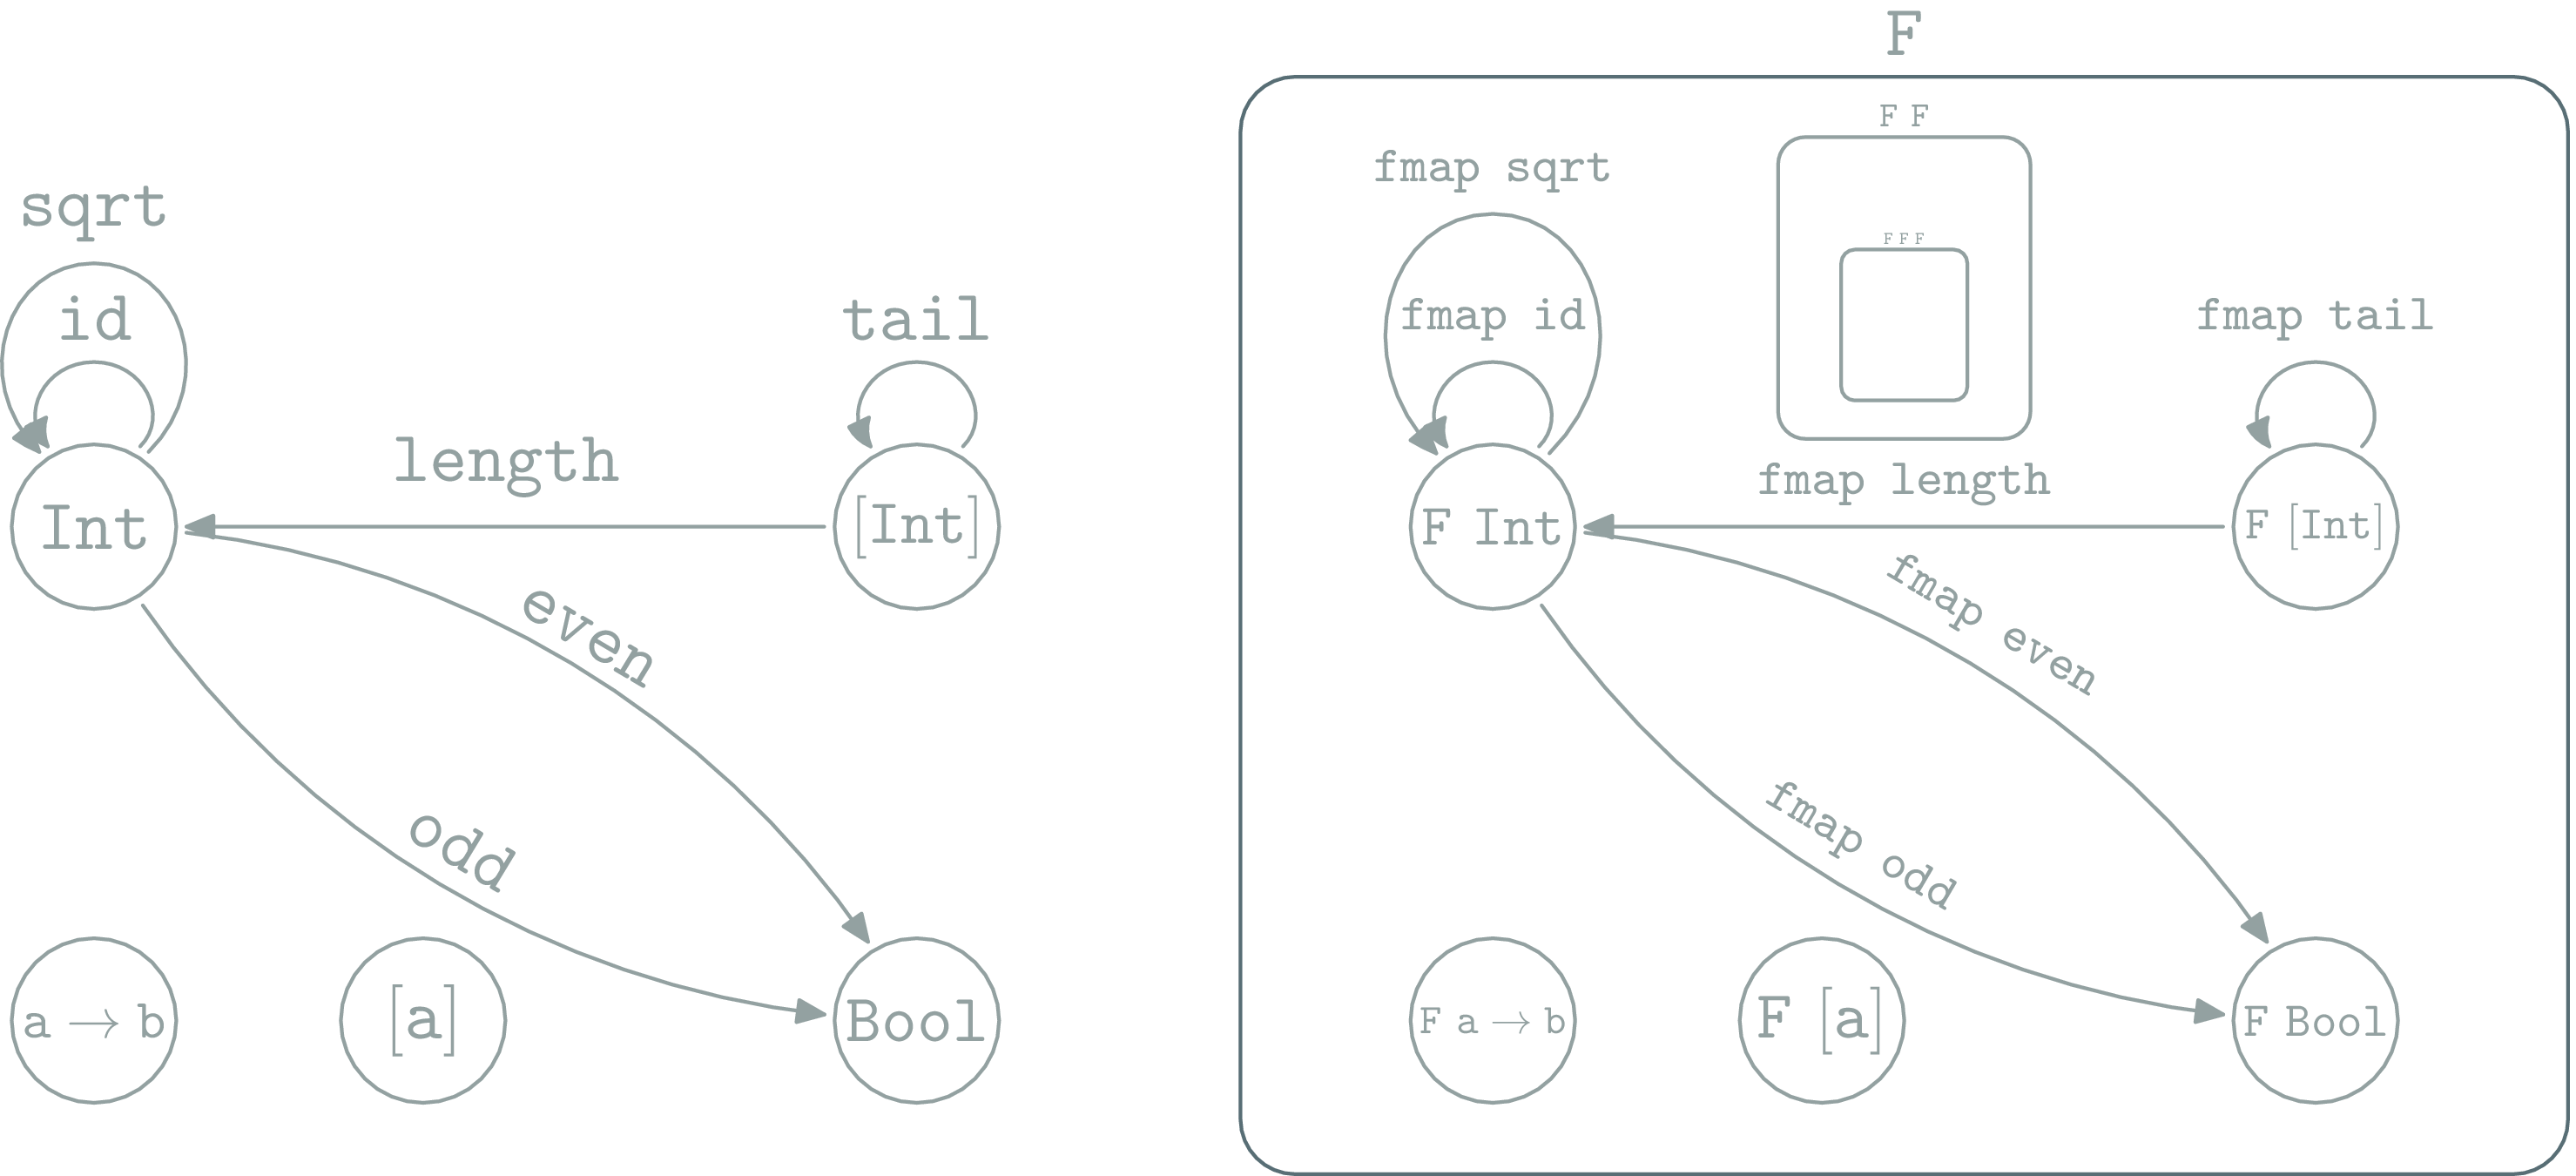 sqrt
id
tail
length
Int
[Int]
even
odd
a → b
[a]
Bool
F
F F
fmap sqrt
F F F
fmap id
fmap tail
fmap length
F Int
F [Int]
fmap even
fmap odd
F a → b
F [a]
F Bool